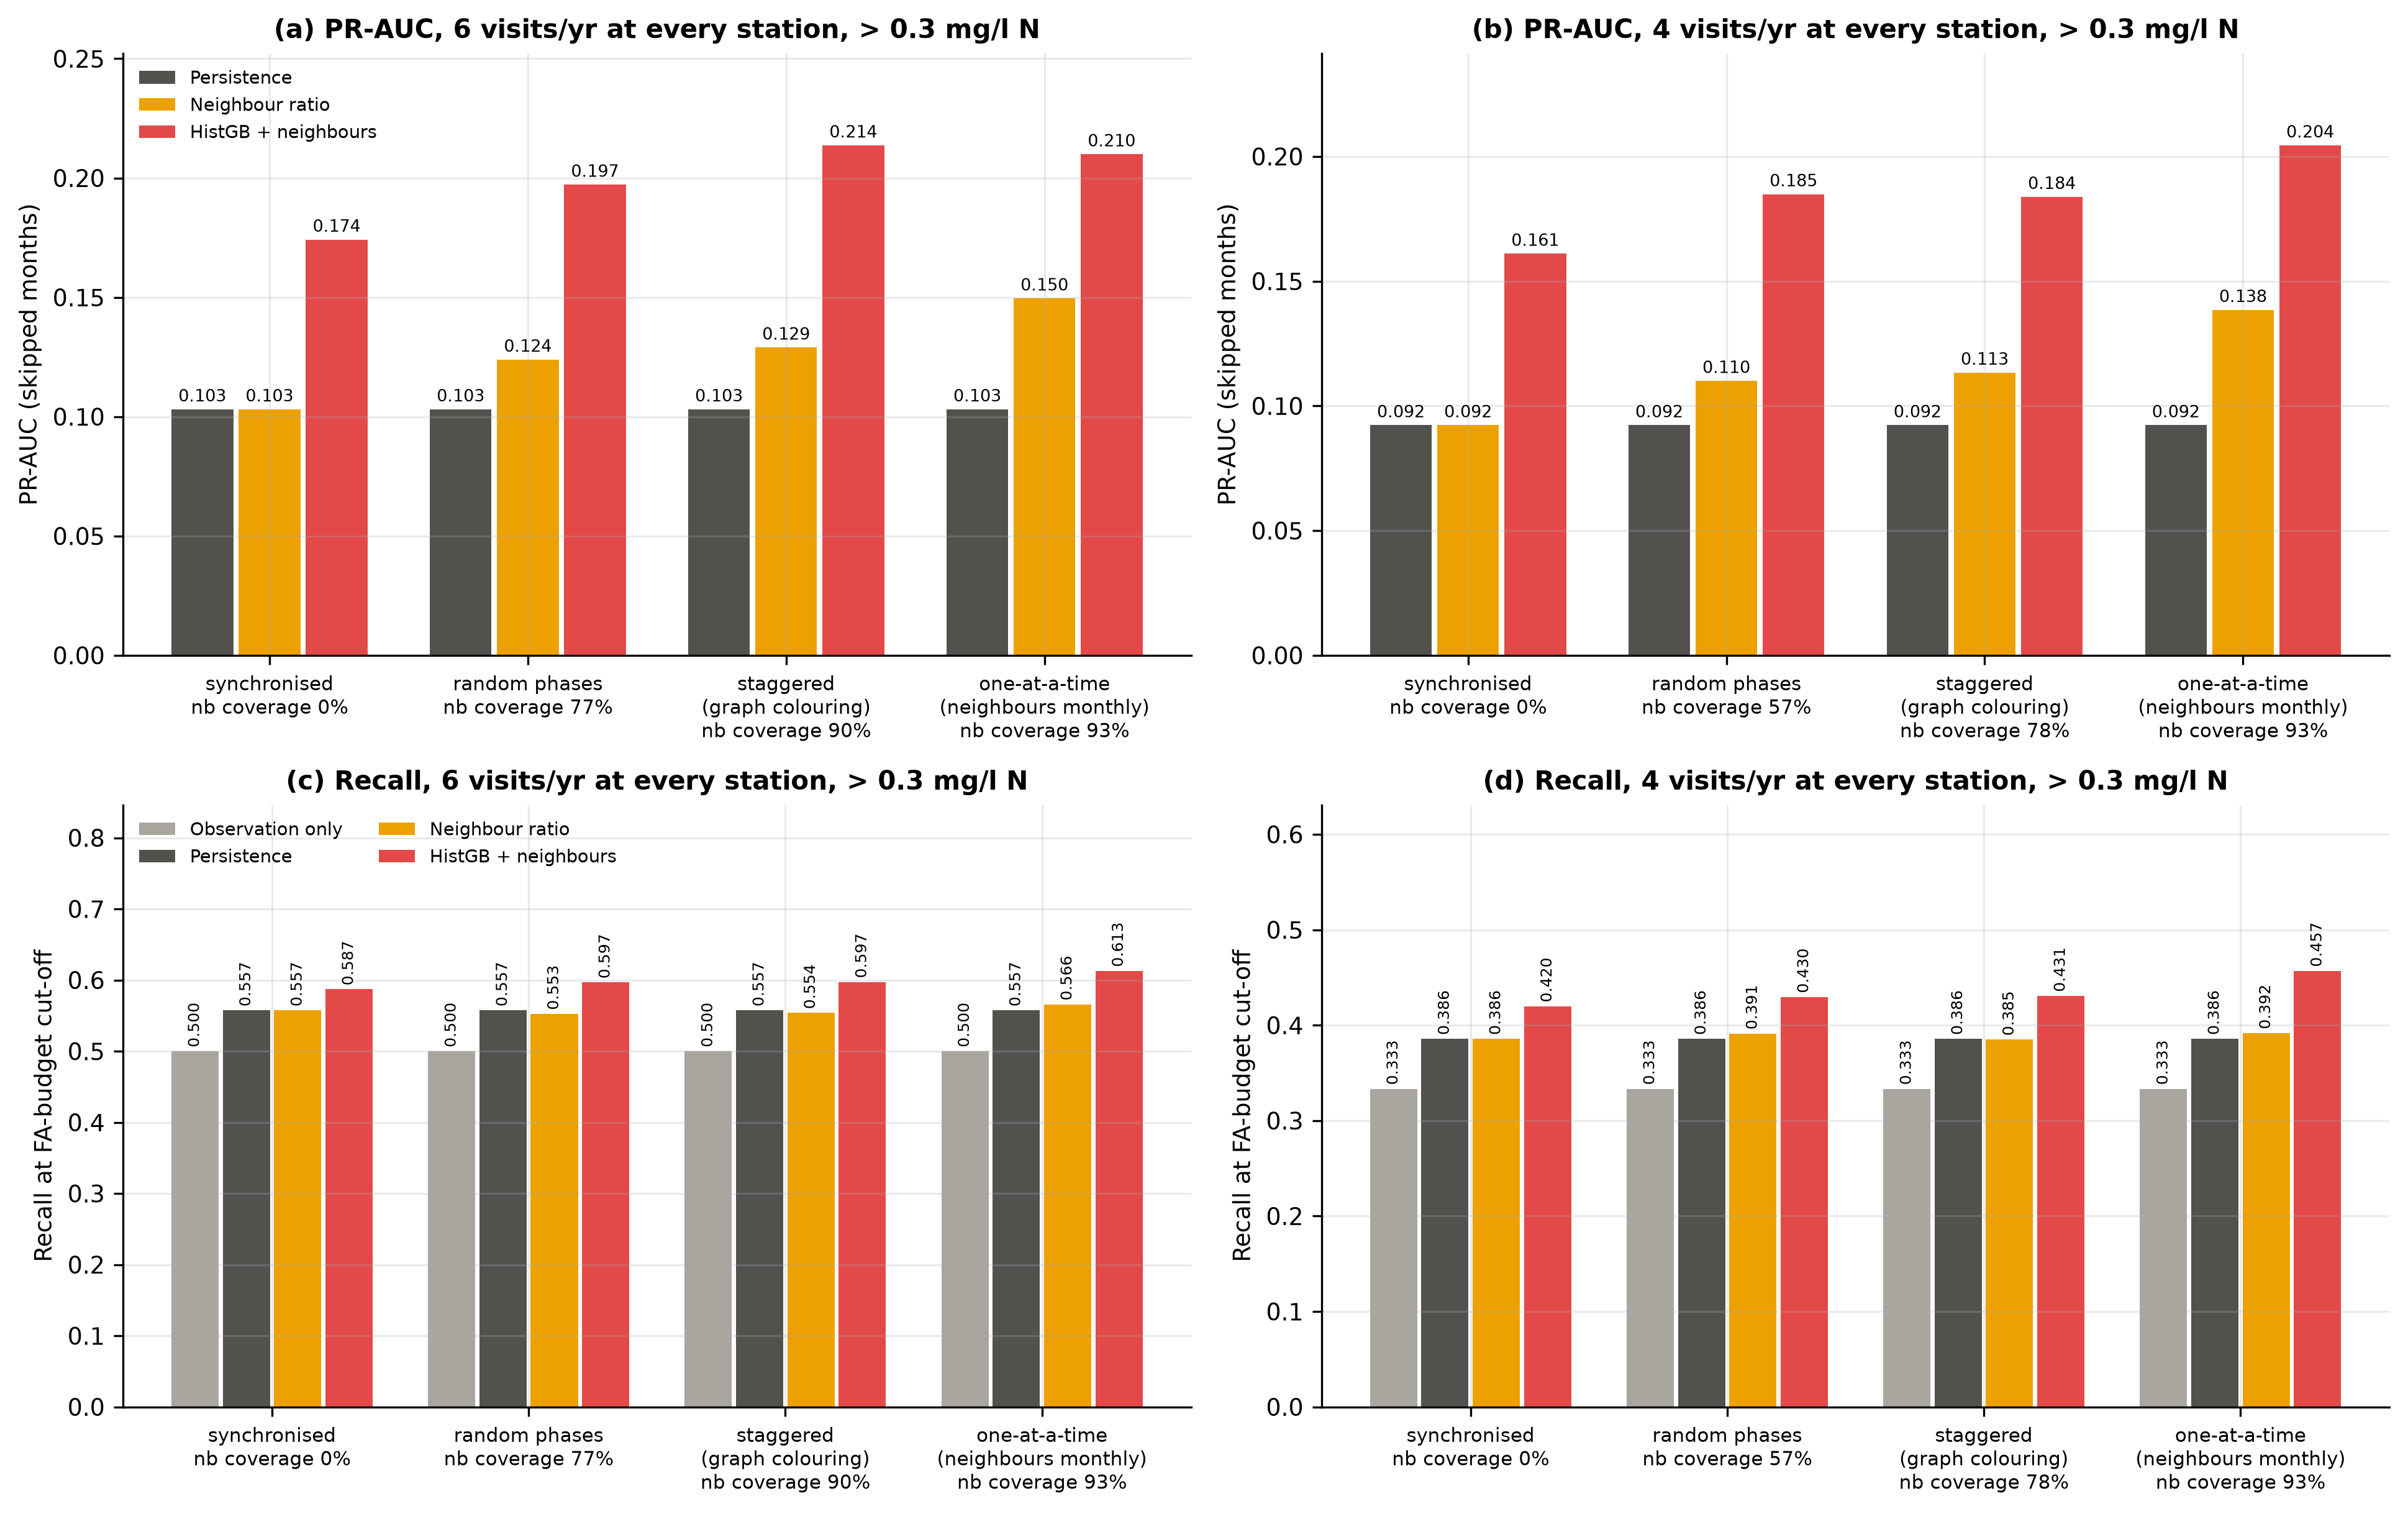 (a) PR-AUC, 6 visits/yr at every station, > 0.3 mg/l N
PR-AUC (skipped months)
0.25
0.20
0.15
0.10
0.05
0.00
Persistence
Neighbour ratio
HistGB + neighbours
0.103
0.103
0.174
0.103
0.124
0.197
0.103
0.129
0.214
0.103
0.150
0.210
synchronised
nb coverage 0%
random phases
nb coverage 77%
staggered
(graph colouring)
nb coverage 90%
one-at-a-time
(neighbours monthly)
nb coverage 93%
(b) PR-AUC, 4 visits/yr at every station, > 0.3 mg/l N
PR-AUC (skipped months)
0.20
0.15
0.10
0.05
0.00
0.092
0.092
0.161
0.092
0.110
0.185
0.092
0.113
0.184
0.092
0.138
0.204
synchronised
nb coverage 0%
random phases
nb coverage 57%
staggered
(graph colouring)
nb coverage 78%
one-at-a-time
(neighbours monthly)
nb coverage 93%
(c) Recall, 6 visits/yr at every station, > 0.3 mg/l N
Recall at FA-budget cut-off
0.8
0.7
0.6
0.5
0.4
0.3
0.2
0.1
0.0
Observation only
Persistence
Neighbour ratio
HistGB + neighbours
0.500
0.557
0.557
0.587
0.500
0.557
0.553
0.597
0.500
0.557
0.554
0.597
0.500
0.557
0.566
0.613
synchronised
nb coverage 0%
random phases
nb coverage 77%
staggered
(graph colouring)
nb coverage 90%
one-at-a-time
(neighbours monthly)
nb coverage 93%
(d) Recall, 4 visits/yr at every station, > 0.3 mg/l N
Recall at FA-budget cut-off
0.6
0.5
0.4
0.3
0.2
0.1
0.0
0.333
0.386
0.386
0.420
0.333
0.386
0.391
0.430
0.333
0.386
0.385
0.431
0.333
0.386
0.392
0.457
synchronised
nb coverage 0%
random phases
nb coverage 57%
staggered
(graph colouring)
nb coverage 78%
one-at-a-time
(neighbours monthly)
nb coverage 93%